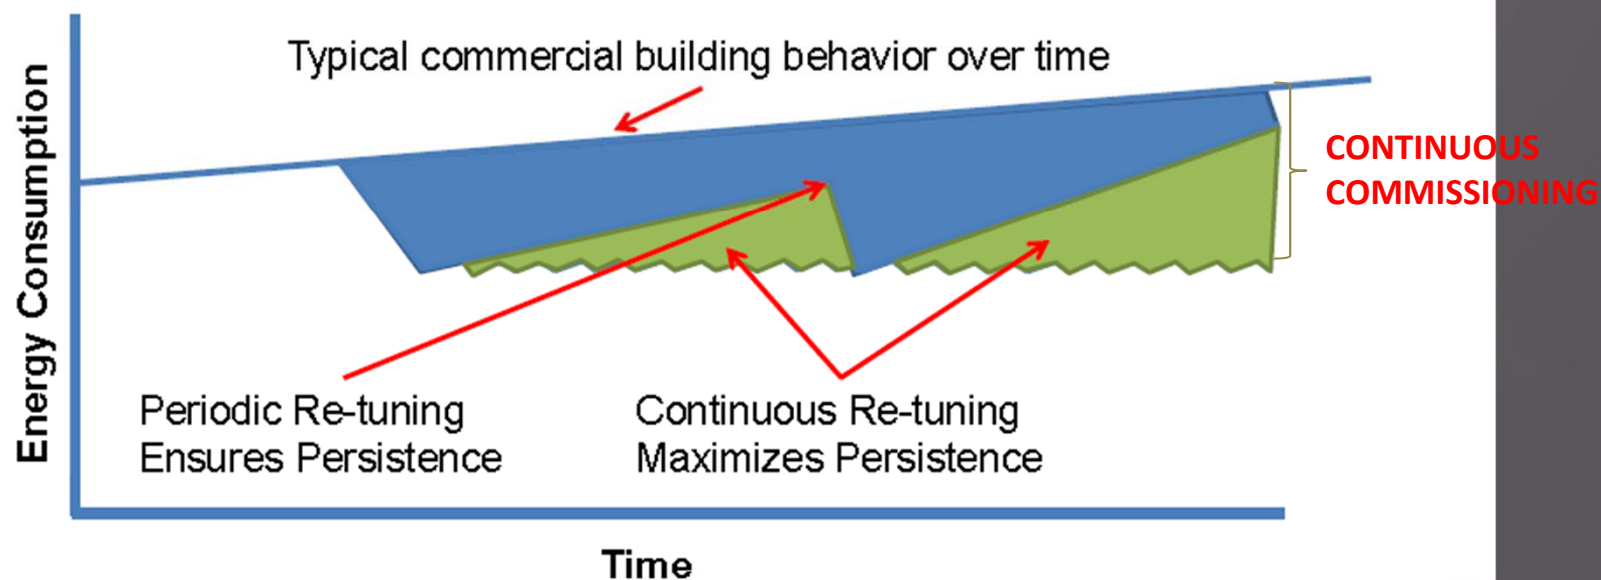 Typical commercial building behavior over time
Energy Consumption
CONTINUOUS
COMMISSIONING
Periodic Re-tuning
Ensures Persistence
Continuous Re-tuning
Maximizes Persistence
Time